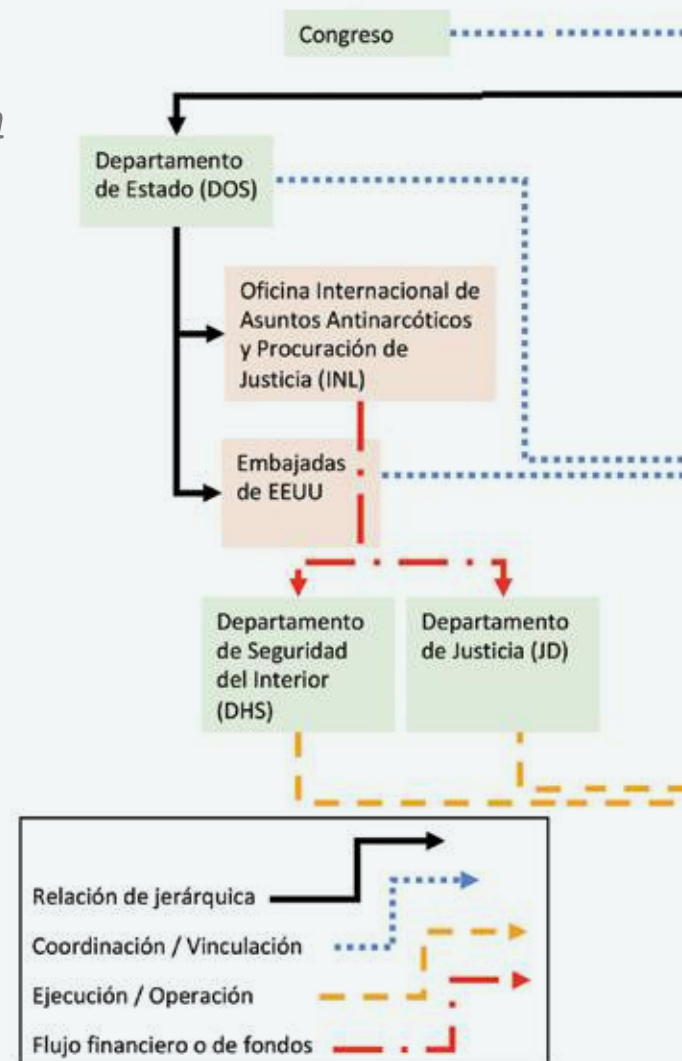 Congreso
Departamento
de Estado (DOS)
Oficina Internacional de
Asuntos Antinarcóticos
y Procuración de
Justicia (INL)
Embajadas
de EEUU
Departamento
de Seguridad
del Interior
(DHS)
Departamento
de Justicia (JD)
Relación de jerárquica
Coordinación / Vinculación
Ejecución / Operación
Flujo financiero o de fondos